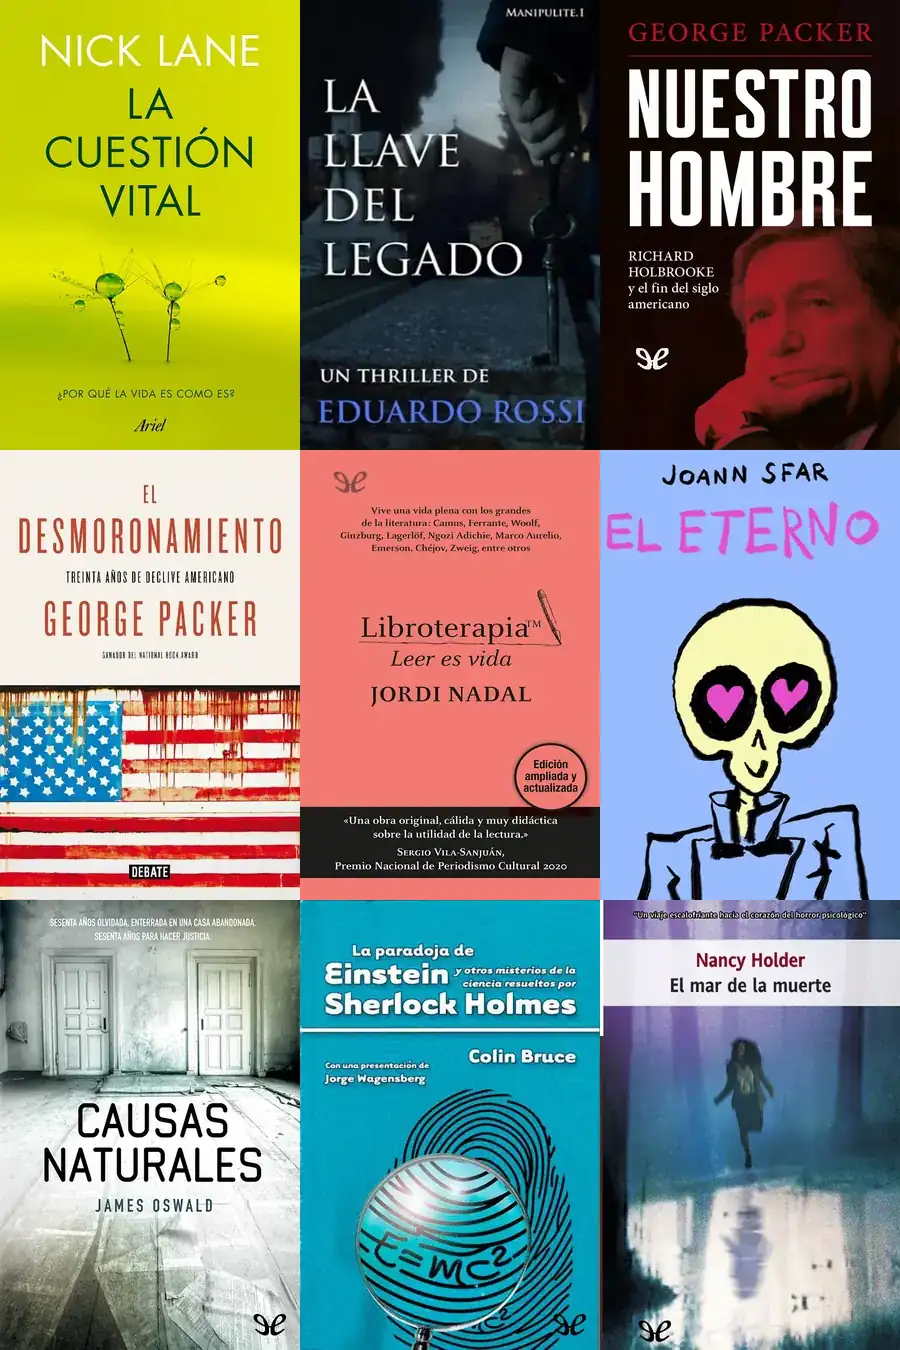 NICK LANE
LA
CUESTIÓN
VITAL
¿POR QUÉ LA VIDA ES COMO ES?
Ariel
MANIPULITE.1
LA
LLAVE
DEL
LEGADO
UN THRILLER DE
EDUARDO ROSSI
GEORGE PACKER
NUESTRO
HOMBRE
RICHARD
HOLBROOKE
y el fin del siglo
americano
EL
DESMORONAMIENTO
TREINTA AÑOS DE DECLIVE AMERICANO
GEORGE PACKER
GANADOR DEL NATIONAL BOOK AWARD
DEBATE
Vive una vida plena con los grandes
de la literatura: Camus, Ferrante, Woolf,
Ginzburg, Lagerlöf, Ngozi Adichie, Marco Aurelio,
Emerson, Chéjov, Zweig, entre otros
Libroterapia™
Leer es vida
JORDI NADAL
Edición
ampliada y
actualizada
«Una obra original, cálida y muy didáctica
sobre la utilidad de la lectura.»
SERGIO VILA-SANJUÁN,
Premio Nacional de Periodismo Cultural 2020
JOANN SFAR
EL ETERNO
SESENTA AÑOS OLVIDADA, ENTERRADA EN UNA CASA ABANDONADA.
SESENTA AÑOS PARA HACER JUSTICIA.
CAUSAS
NATURALES
JAMES OSWALD
La paradoja de
Einstein y otros misterios de la
ciencia resueltos por
Sherlock Holmes
Colin Bruce
Con una presentación de
Jorge Wagensberg
E=mc²
"Un viaje escalofriante hacia el corazón del horror psicológico"
Nancy Holder
El mar de la muerte